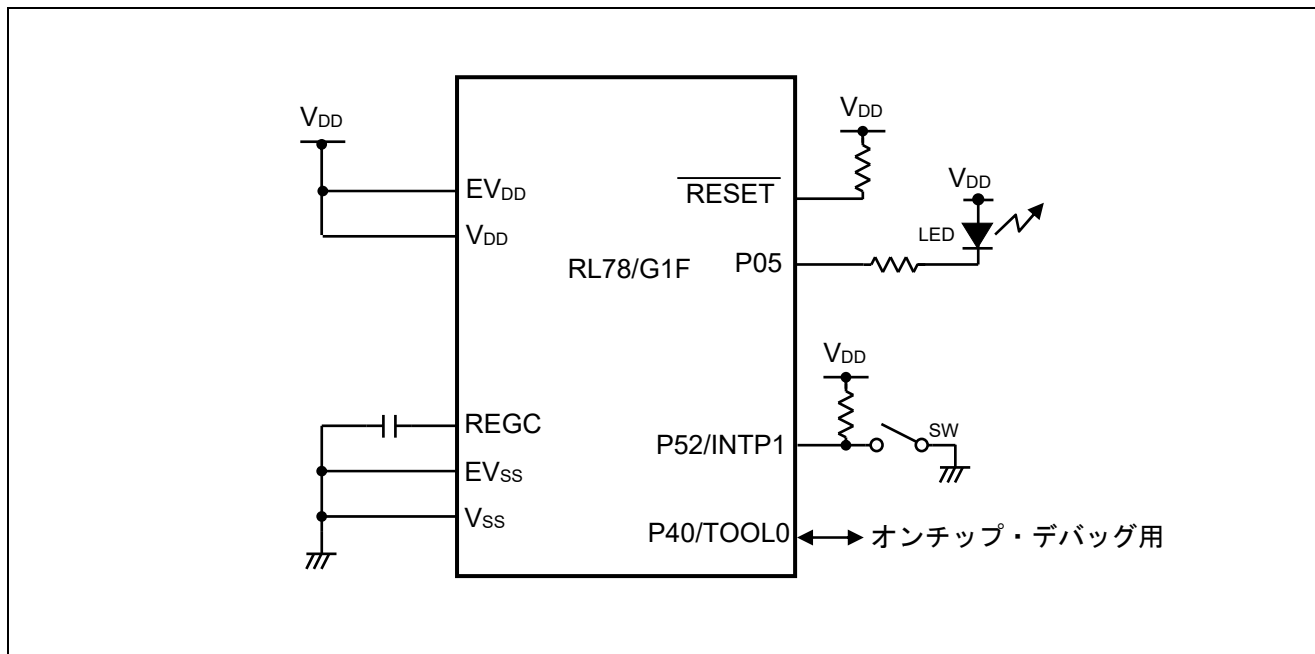 VDD
EVDD
VDD
REGC
EVSS
VSS
RL78/G1F
VDD
RESET
VDD
LED
P05
VDD
P52/INTP1
SW
P40/TOOL0
オンチップ・デバッグ用